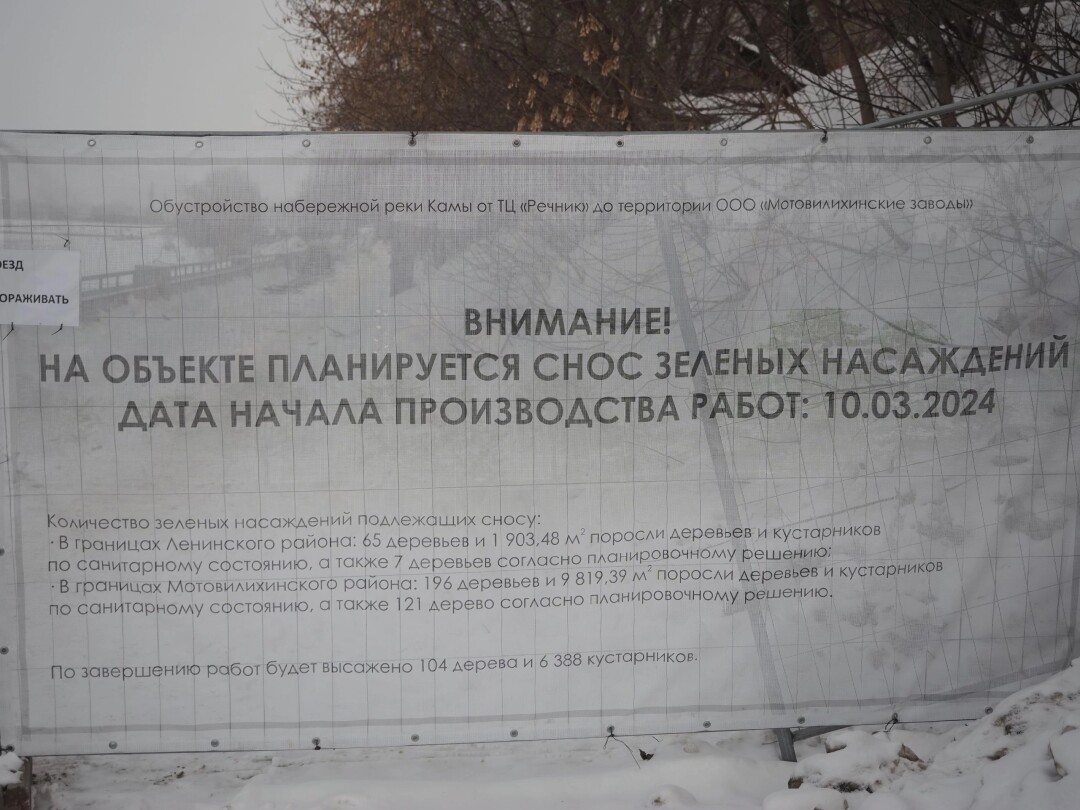 Обустройство набережной реки Камы от ТЦ «Речник» до территории ООО «Мотовилихинские заводы»
ВНИМАНИЕ!
НА ОБЪЕКТЕ ПЛАНИРУЕТСЯ СНОС ЗЕЛЕНЫХ НАСАЖДЕНИЙ
ДАТА НАЧАЛА ПРОИЗВОДСТВА РАБОТ: 10.03.2024
Количество зеленых насаждений подлежащих сносу:
· В границах Ленинского района: 65 деревьев и 1 903,48 м² поросли деревьев и кустарников
по санитарному состоянию, а также 7 деревьев согласно планировочному решению;
· В границах Мотовилихинского района: 196 деревьев и 9 819,39 м² поросли деревьев и кустарников
по санитарному состоянию, а также 121 дерево согласно планировочному решению.
По завершению работ будет высажено 104 дерева и 6 388 кустарников.